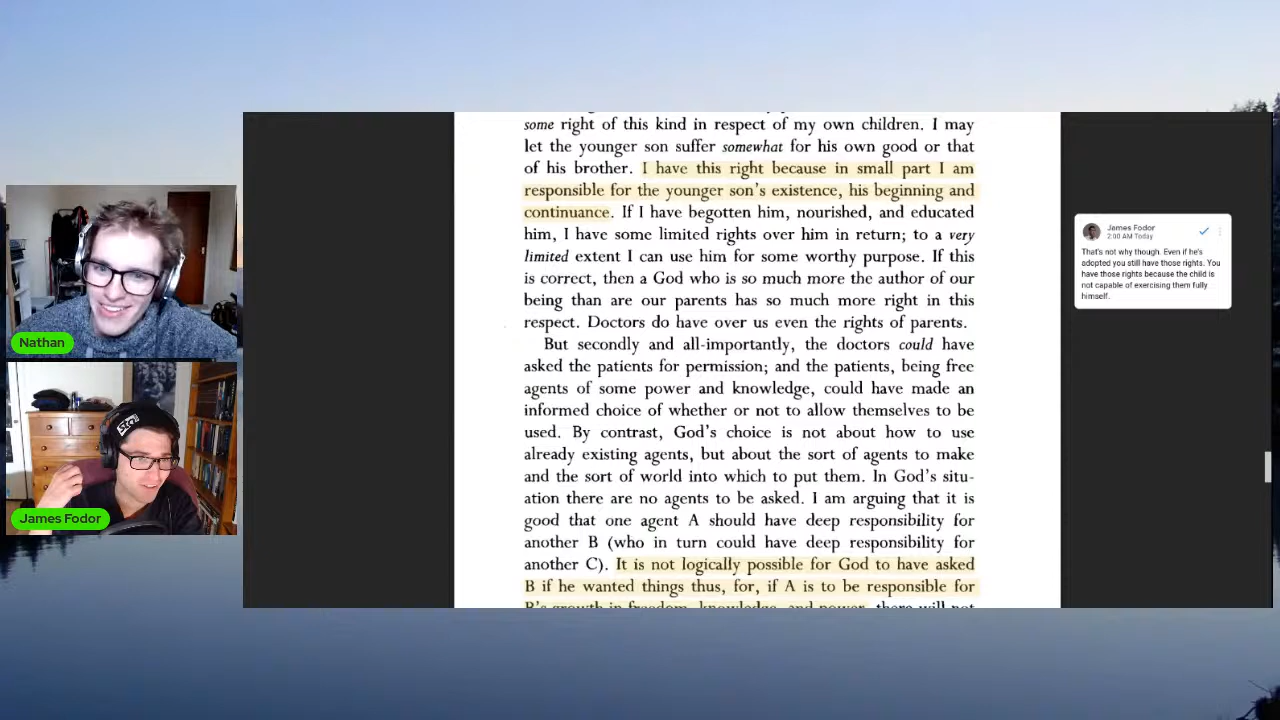 some right of this kind in respect of my own children. I may
let the younger son suffer somewhat for his own good or that
of his brother. I have this right because in small part I am
responsible for the younger son's existence, his beginning and
continuance. If I have begotten him, nourished, and educated
him, I have some limited rights over him in return; to a very
limited extent I can use him for some worthy purpose. If this
is correct, then a God who is so much more the author of our
being than are our parents has so much more right in this
respect. Doctors do have over us even the rights of parents.
But secondly and all-importantly, the doctors could have
asked the patients for permission; and the patients, being free
agents of some power and knowledge, could have made an
informed choice of whether or not to allow themselves to be
used. By contrast, God's choice is not about how to use
already existing agents, but about the sort of agents to make
and the sort of world into which to put them. In God's situ-
ation there are no agents to be asked. I am arguing that it is
good that one agent A should have deep responsibility for
another B (who in turn could have deep responsibility for
another C). It is not logically possible for God to have asked
B if he wanted things thus, for, if A is to be responsible for
B's growth in freedom, knowledge, and power, there will not
James Fodor
2:00 AM Today
That's not why though. Even if he's
adopted you still have those rights. You
have those rights because the child is
not capable of exercising them fully
himself.
Nathan
James Fodor